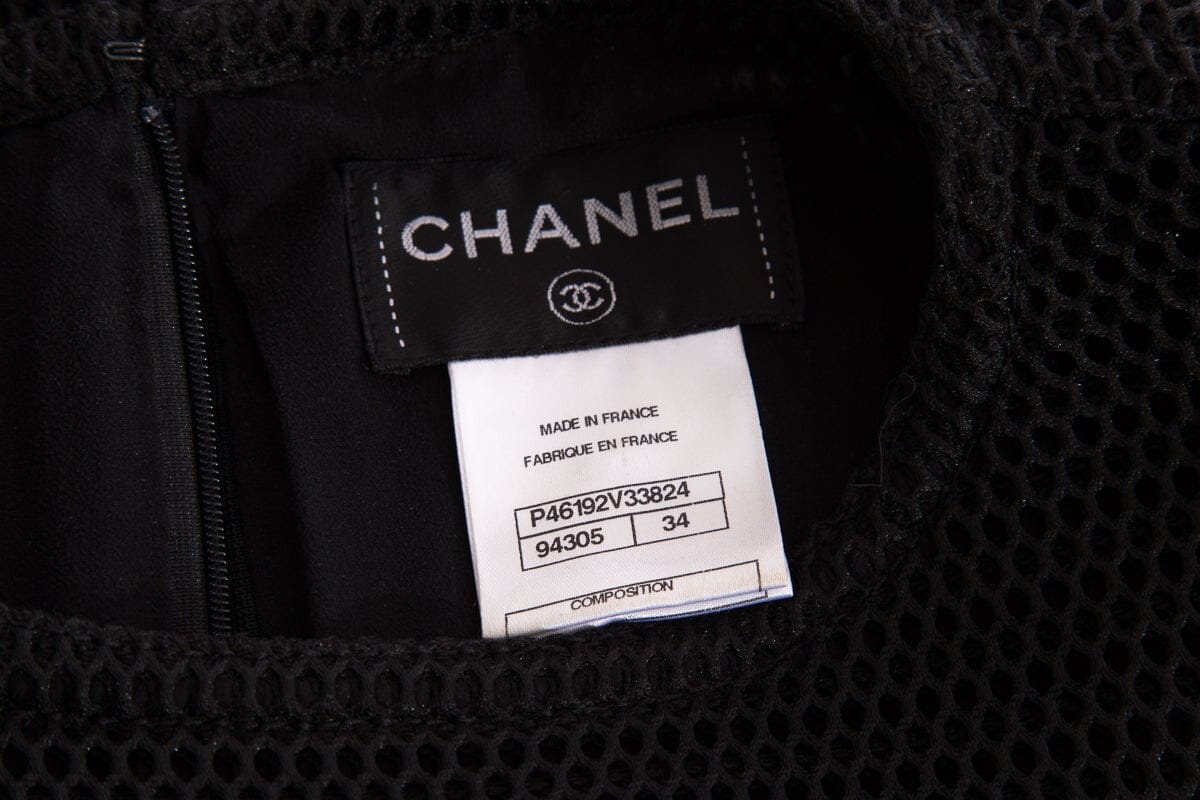 CHANEL
MADE IN FRANCE
FABRIQUE EN FRANCE
P46192V33824
94305 34
COMPOSITION